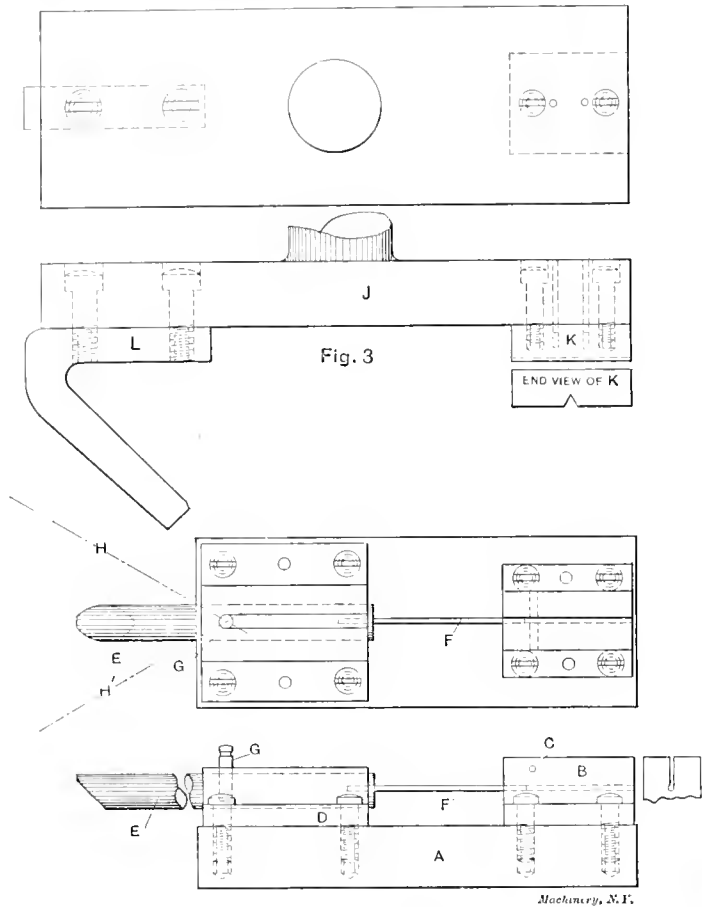 J
L
K
Fig. 3
END VIEW OF K
H
E
G
F
H'
G
C
B
E
D
F
A
Machinery, N.Y.